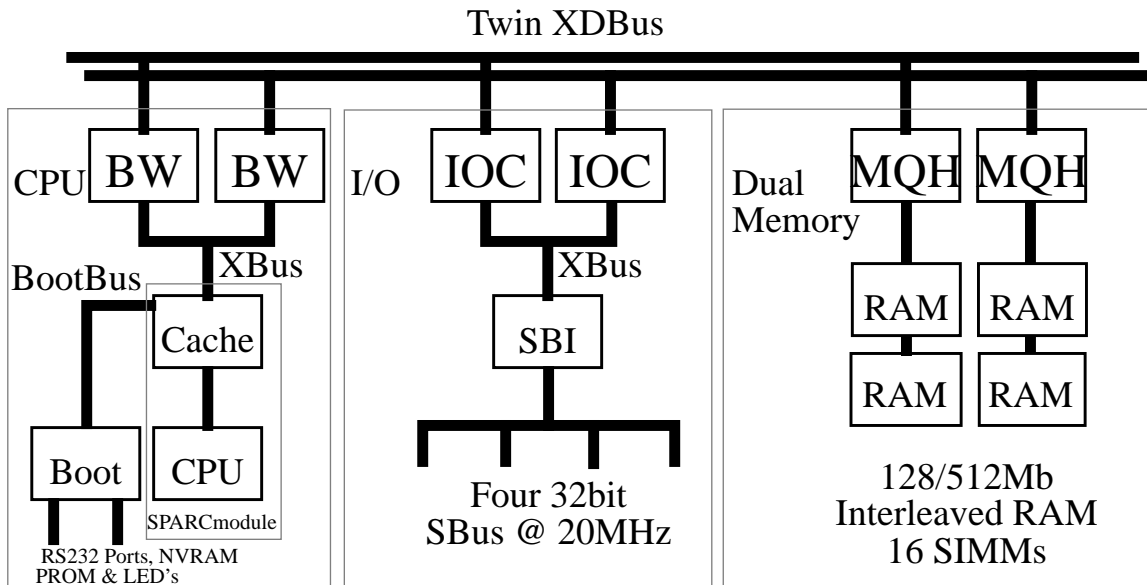 Twin XDBus
CPU
BW
BW
XBus
BootBus
Cache
Boot
CPU
SPARCmodule
RS232 Ports, NVRAM
PROM & LED's
I/O
IOC
IOC
XBus
SBI
Four 32bit
SBus @ 20MHz
Dual
Memory
MQH
MQH
RAM
RAM
RAM
RAM
128/512Mb
Interleaved RAM
16 SIMMs